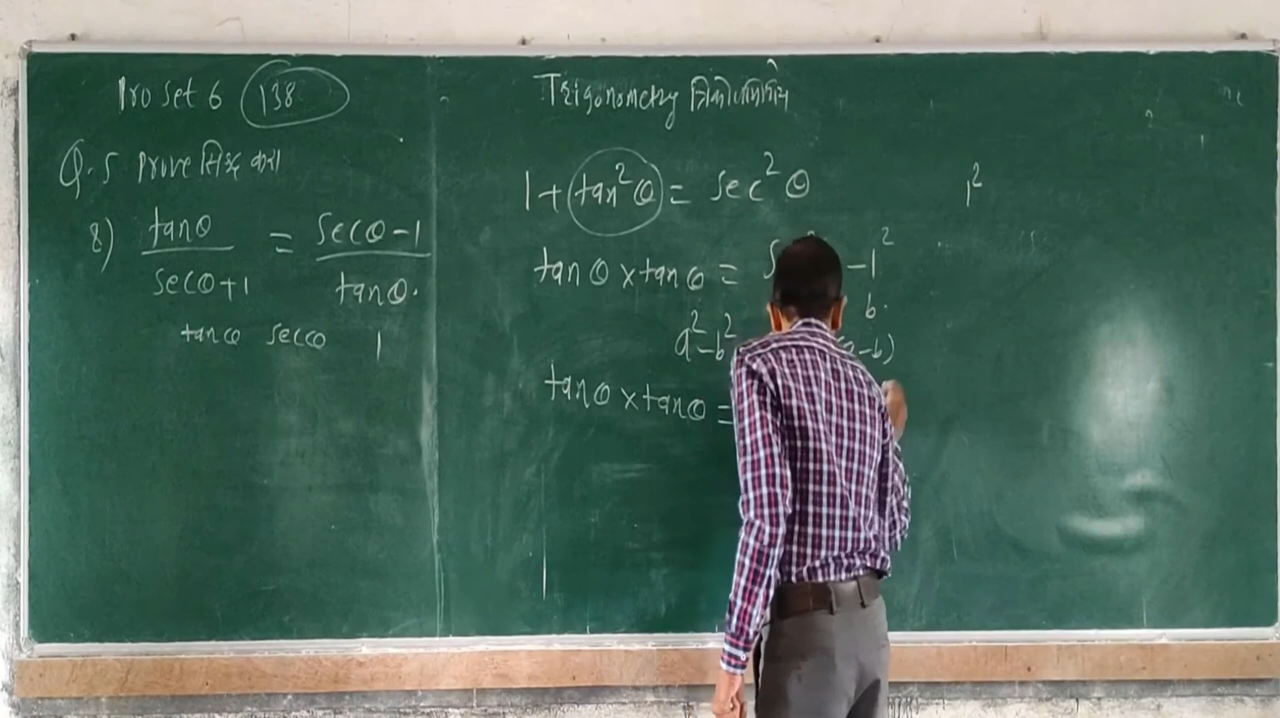 Pro Set 6 138
Q.5 Prove सिद्ध करा
8) tanθ / secθ+1 = secθ-1 / tanθ.
tanθ secθ 1
Trigonometry त्रिकोणमिती
1+tan²θ = sec²θ
1²
tanθ×tanθ = -1²
b.
a²-b² -b)
tanθ×tanθ =